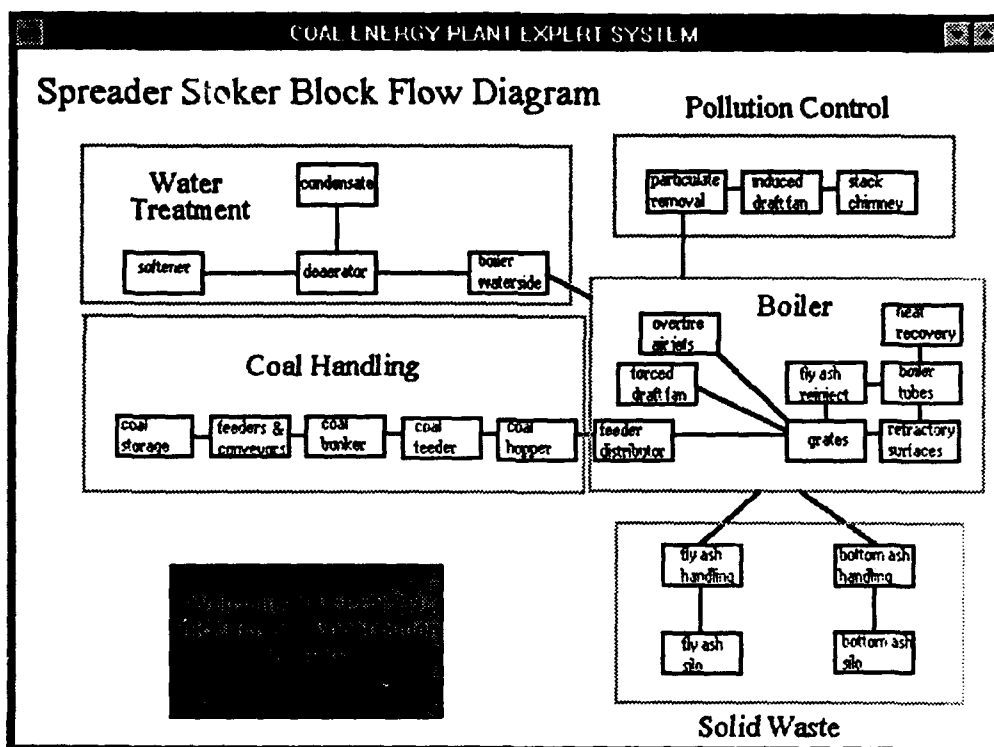 COAL ENERGY PLANT EXPERT SYSTEM
Spreader Stoker Block Flow Diagram
Pollution Control
particulate
removal
induced
draft fan
stack
chimney
Water
Treatment
condensate
softener
deaerator
boiler
waterside
Boiler
overfire
air jets
heat
recovery
forced
draft fan
fly ash
reinject
boiler
tubes
grates
refractory
surfaces
Coal Handling
coal
storage
feeders &
conveyors
coal
bunker
coal
feeder
coal
hopper
feeder
distributor
fly ash
handling
bottom ash
handling
fly ash
silo
bottom ash
silo
Solid Waste